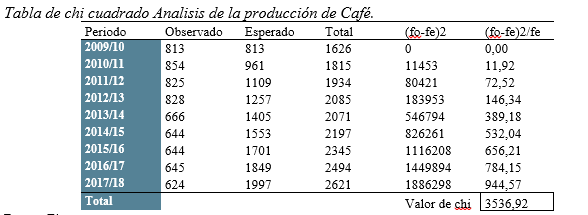 Tabla de chi cuadrado Analisis de la producción de Café.
Periodo Observado Esperado Total (fo-fe)2 (fo-fe)2/fe
2009/10 813 813 1626 0 0,00
2010/11 854 961 1815 11453 11,92
2011/12 825 1109 1934 80421 72,52
2012/13 828 1257 2085 183953 146,34
2013/14 666 1405 2071 546794 389,18
2014/15 644 1553 2197 826261 532,04
2015/16 644 1701 2345 1116208 656,21
2016/17 645 1849 2494 1449894 784,15
2017/18 624 1997 2621 1886298 944,57
Total Valor de chi 3536,92